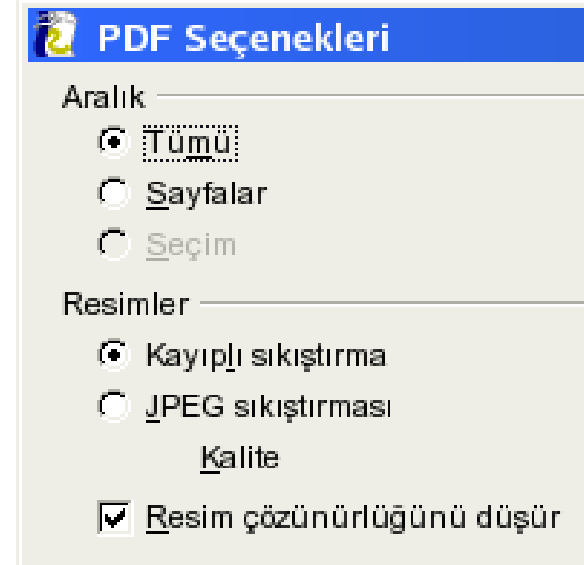 PDF Seçenekleri
Aralık
Tümü
Sayfalar
Seçim
Resimler
Kayıplı sıkıştırma
JPEG sıkıştırması
Kalite
Resim çözünürlüğünü düşür